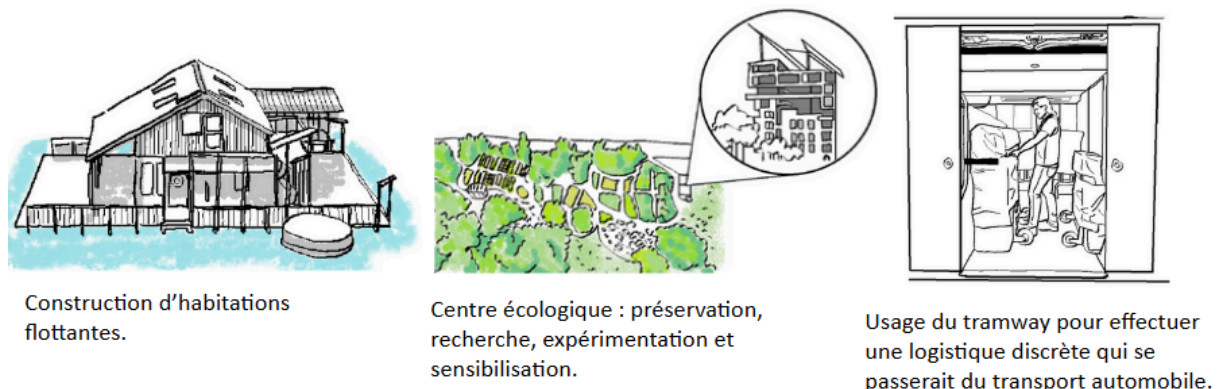 Construction d'habitations
flottantes.
Centre écologique : préservation,
recherche, expérimentation et
sensibilisation.
Usage du tramway pour effectuer
une logistique discrète qui se
passerait du transport automobile.